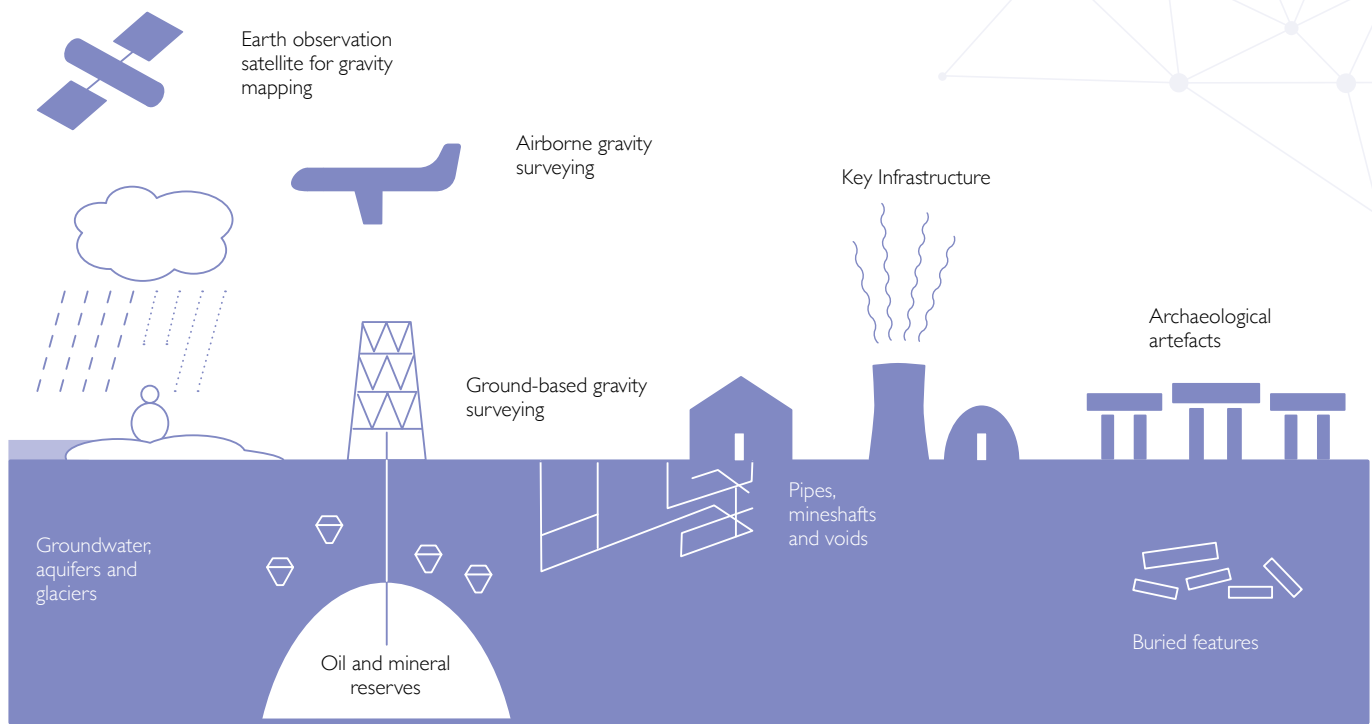 Earth observation
satellite for gravity
mapping
Airborne gravity
surveying
Key Infrastructure
Archaeological
artefacts
Ground-based gravity
surveying
Pipes,
mineshafts
and voids
Groundwater,
aquifers and
glaciers
Buried features
Oil and mineral
reserves